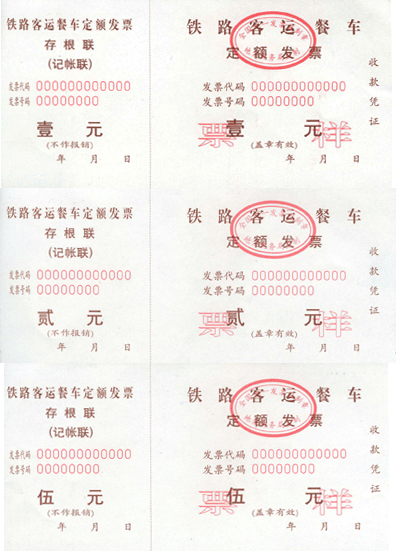 铁路客运餐车定额发票
存根联
(记帐联)
发票代码 000000000000
发票号码 00000000
壹 元
(不作报销)
年 月 日
铁路客运餐车
定额发票
发票代码 000000000000
发票号码 00000000
票 壹 元 样
(盖章有效)
年 月 日
收款凭证
铁路客运餐车定额发票
存根联
(记帐联)
发票代码 000000000000
发票号码 00000000
贰 元
(不作报销)
年 月 日
铁路客运餐车
定额发票
发票代码 000000000000
发票号码 00000000
票 贰 元 样
(盖章有效)
年 月 日
收款凭证
铁路客运餐车定额发票
存根联
(记帐联)
发票代码 000000000000
发票号码 00000000
伍 元
(不作报销)
年 月 日
铁路客运餐车
定额发票
发票代码 000000000000
发票号码 00000000
票 伍 元 样
(盖章有效)
年 月 日
收款凭证